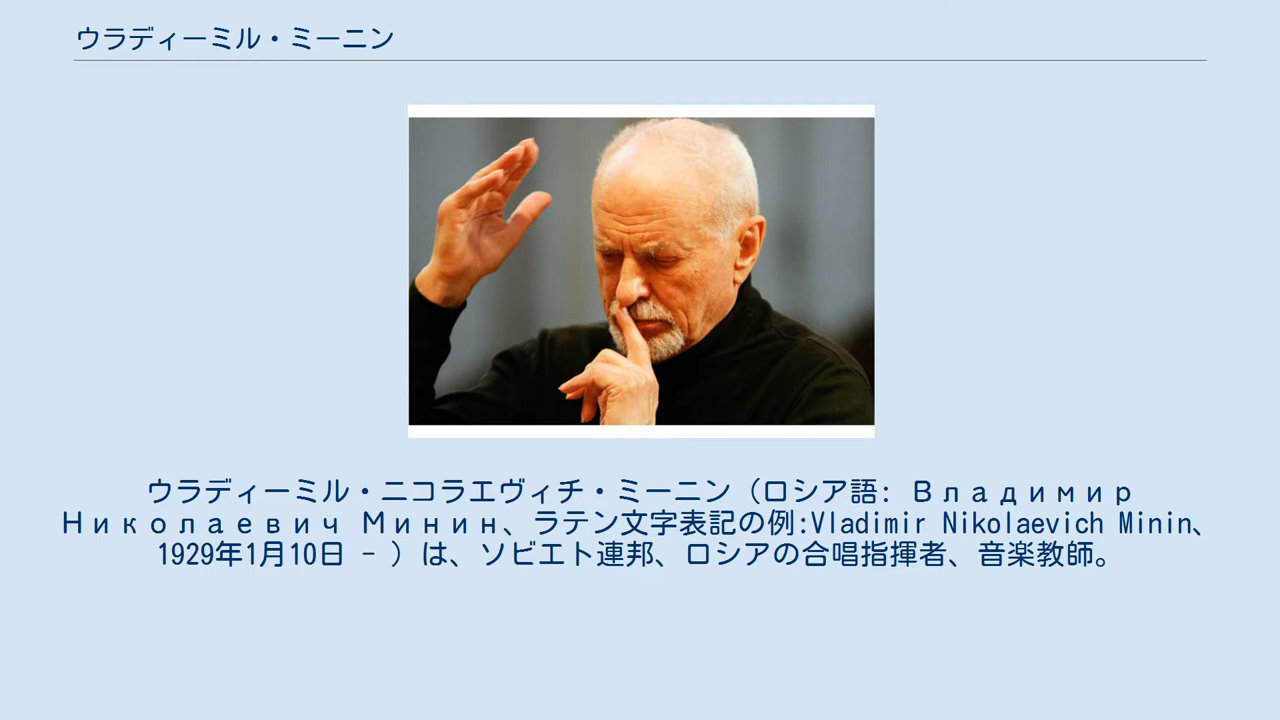 ウラディーミル・ミーニン
ウラディーミル・ニコラエヴィチ・ミーニン（ロシア語: Владимир
Николаевич Минин、ラテン文字表記の例:Vladimir Nikolaevich Minin、
1929年1月10日 - ）は、ソビエト連邦、ロシアの合唱指揮者、音楽教師。